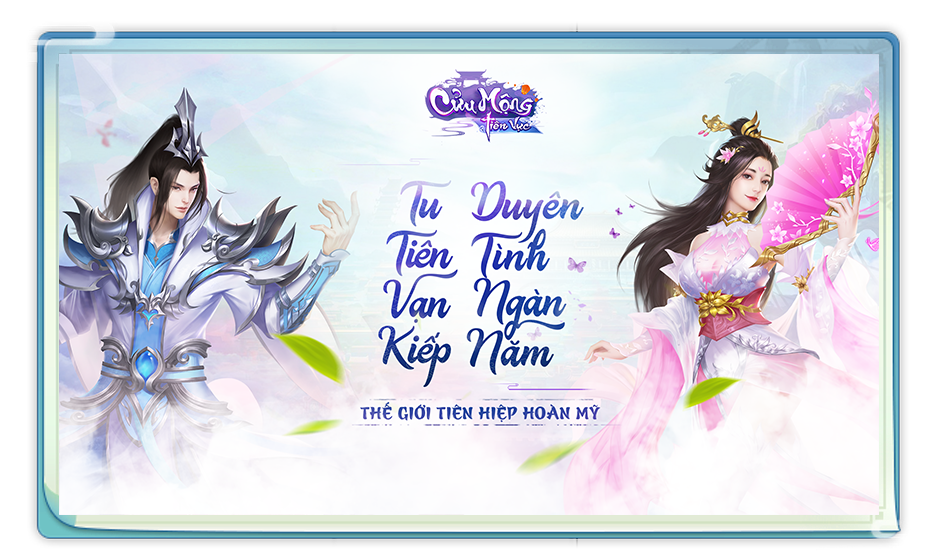 Cửu Mộng
Tiên Vực
Tu Duyên
Tiên Tình
Vạn Ngàn
Kiếp Năm
THẾ GIỚI TIÊN HIỆP HOÀN MỸ